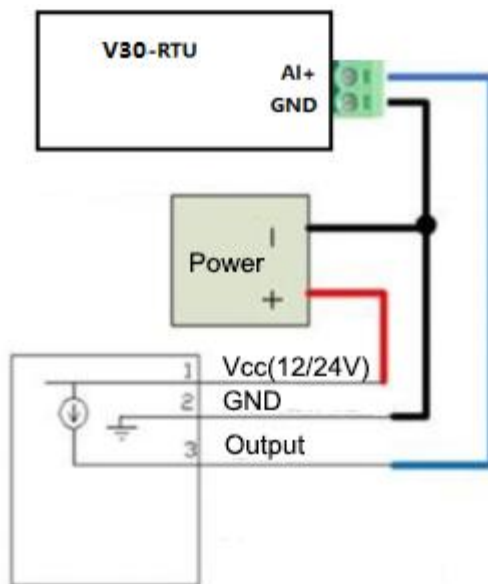 V30-RTU
AI+
GND
Power
-
+
1 Vcc(12/24V)
2 GND
3 Output